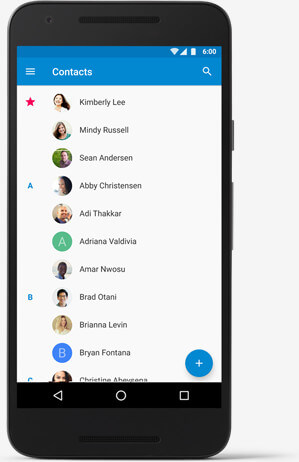 6:00
Contacts
Kimberly Lee
Mindy Russell
Sean Andersen
A Abby Christensen
Adi Thakkar
A Adriana Valdivia
Amar Nwosu
B Brad Otani
Brianna Levin
B Bryan Fontana
C Christine Abeysena